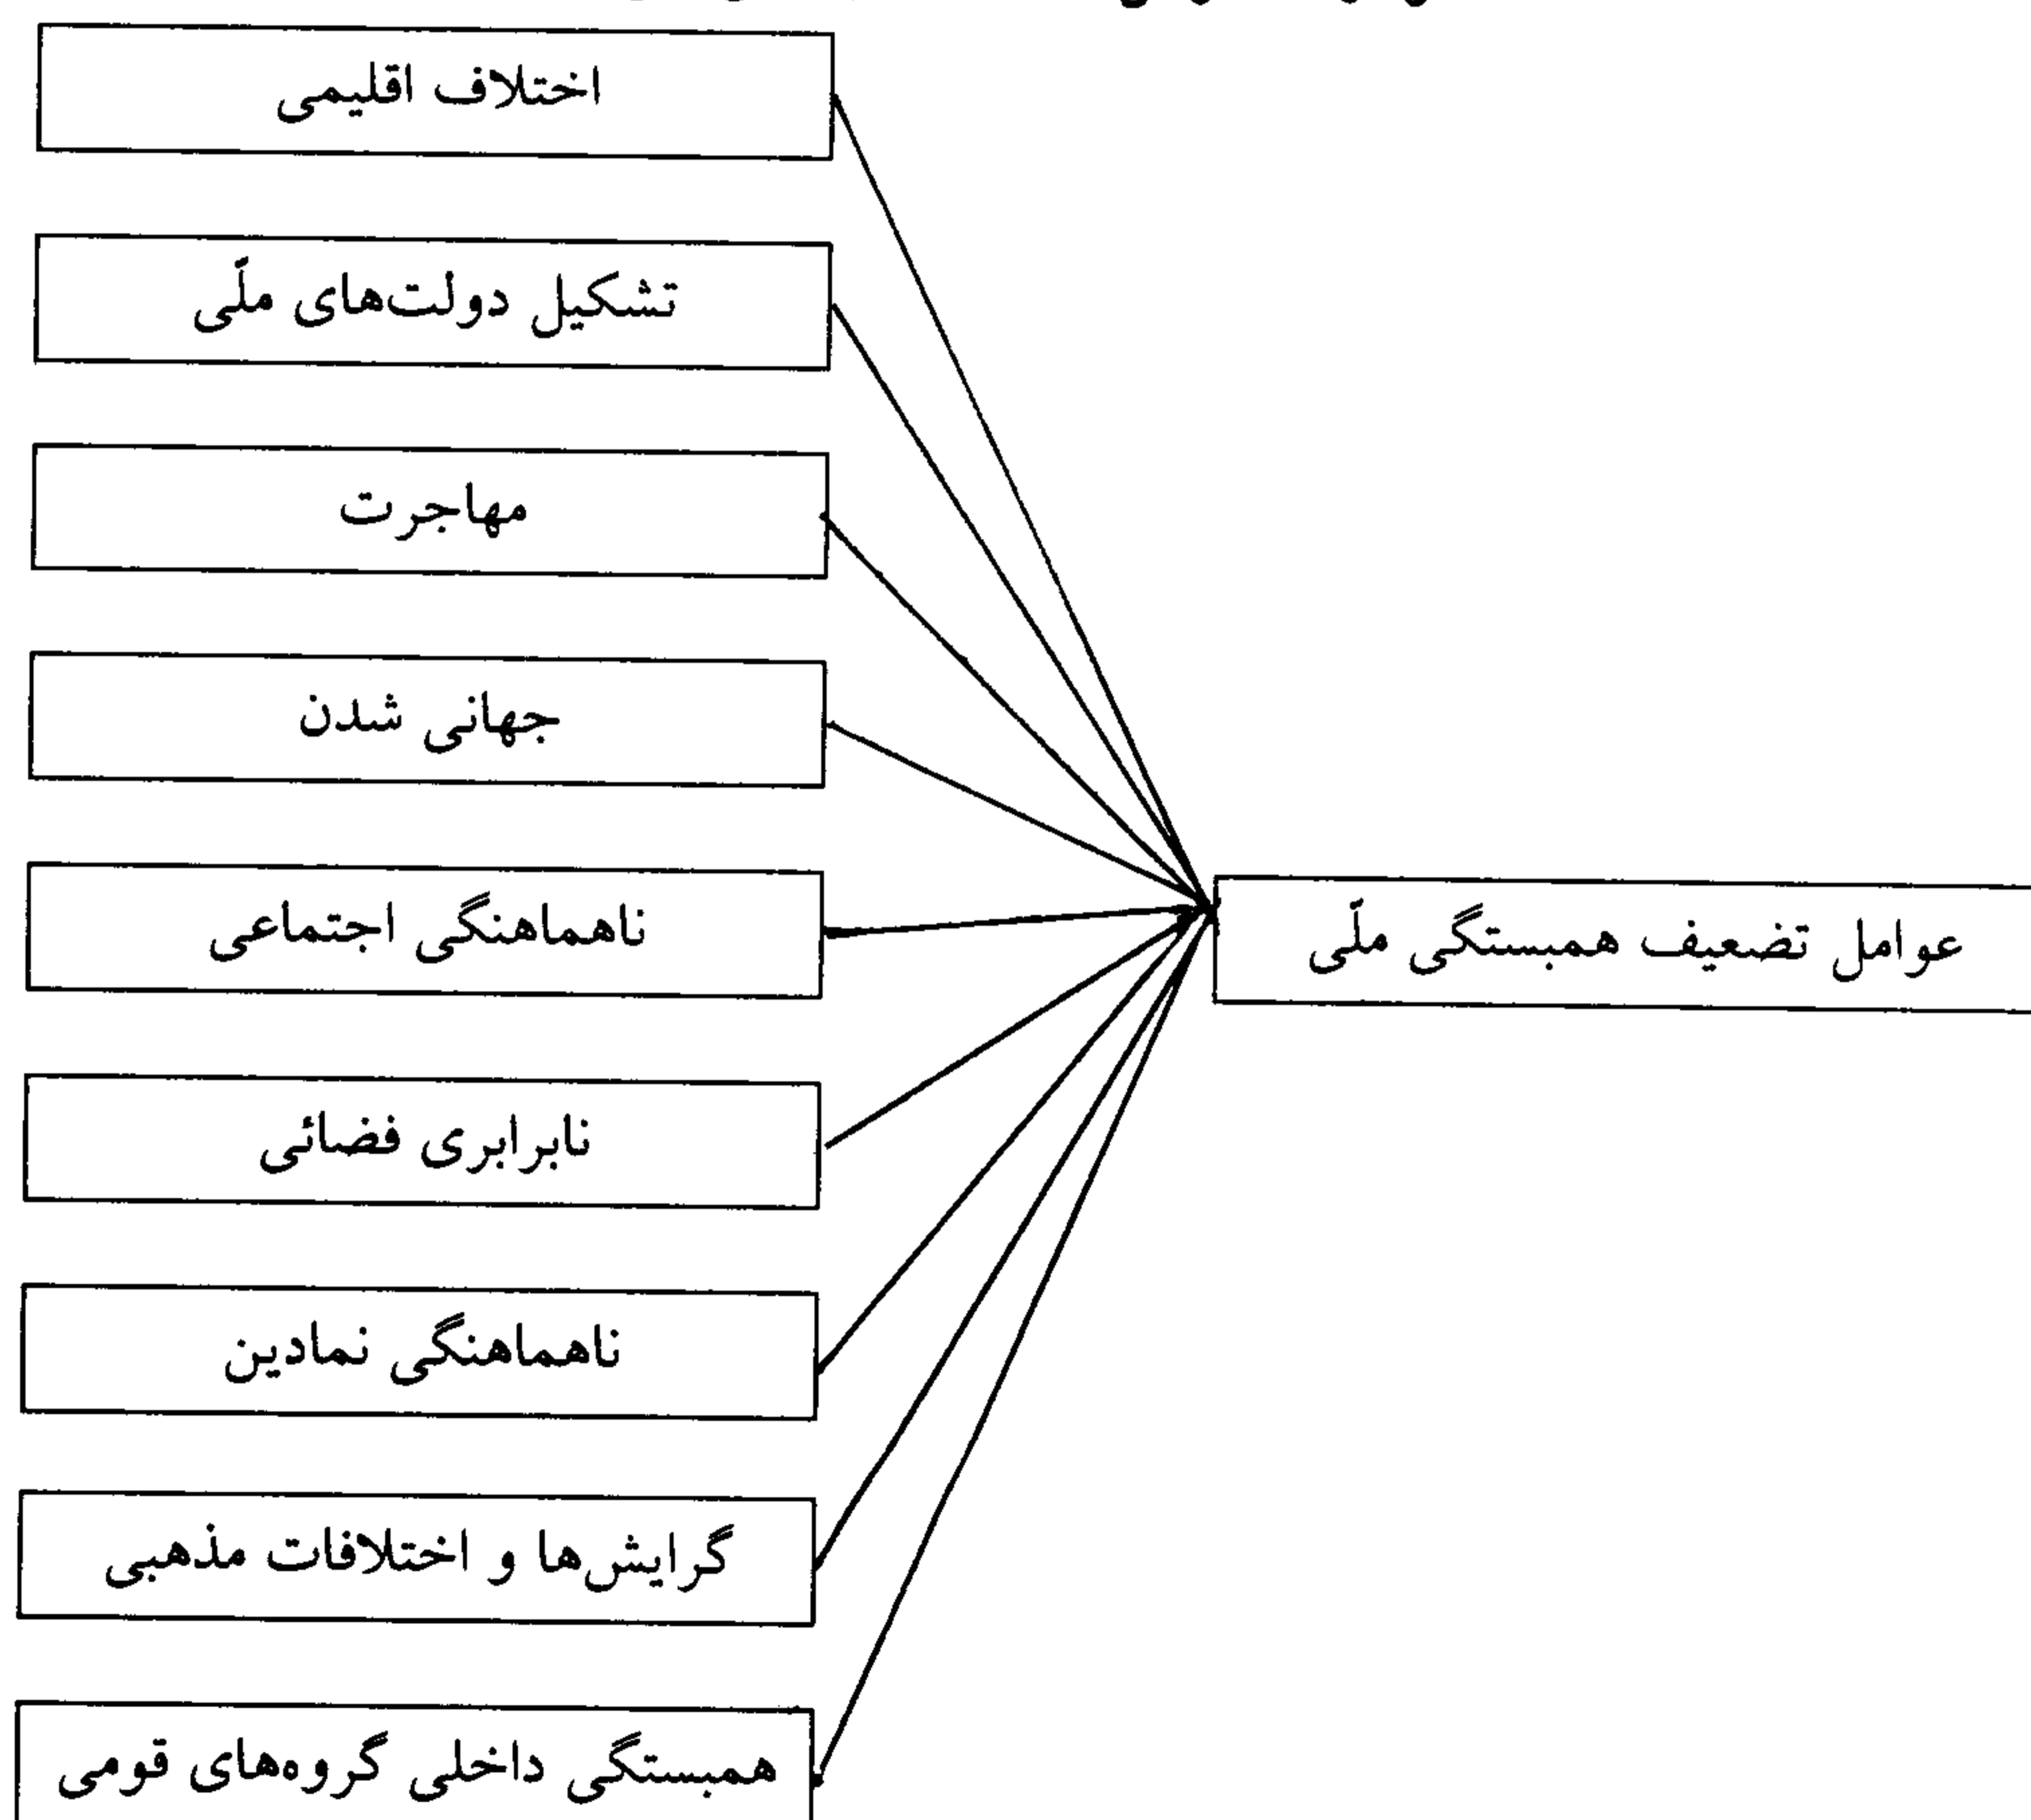 اختلاف اقلیمی
تشکیل دولت‌های ملّی
مهاجرت
جهانی شدن
ناهماهنگی اجتماعی
عوامل تضعیف همبستگی ملّی
نابرابری فضائی
ناهماهنگی نمادین
گرایش‌ها و اختلافات مذهبی
همبستگی داخلی گروه‌های قومی